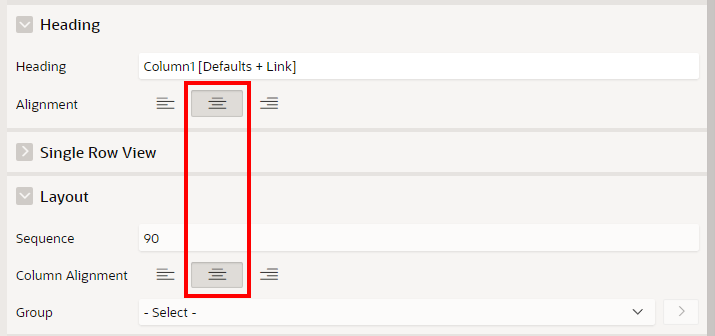 Heading
Heading Column1 [Defaults + Link]
Alignment
Single Row View
Layout
Sequence 90
Column Alignment
Group - Select -